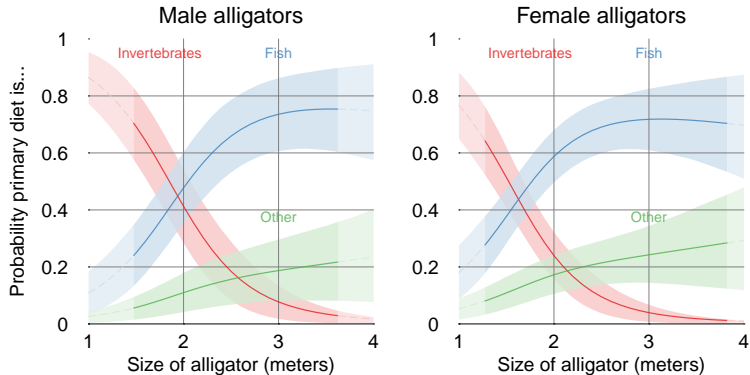 Male alligators
Female alligators
Probability primary diet is...
1
0.8
0.6
0.4
0.2
0
Invertebrates
Fish
Other
1
2
3
4
Size of alligator (meters)
1
0.8
0.6
0.4
0.2
0
Invertebrates
Fish
Other
1
2
3
4
Size of alligator (meters)